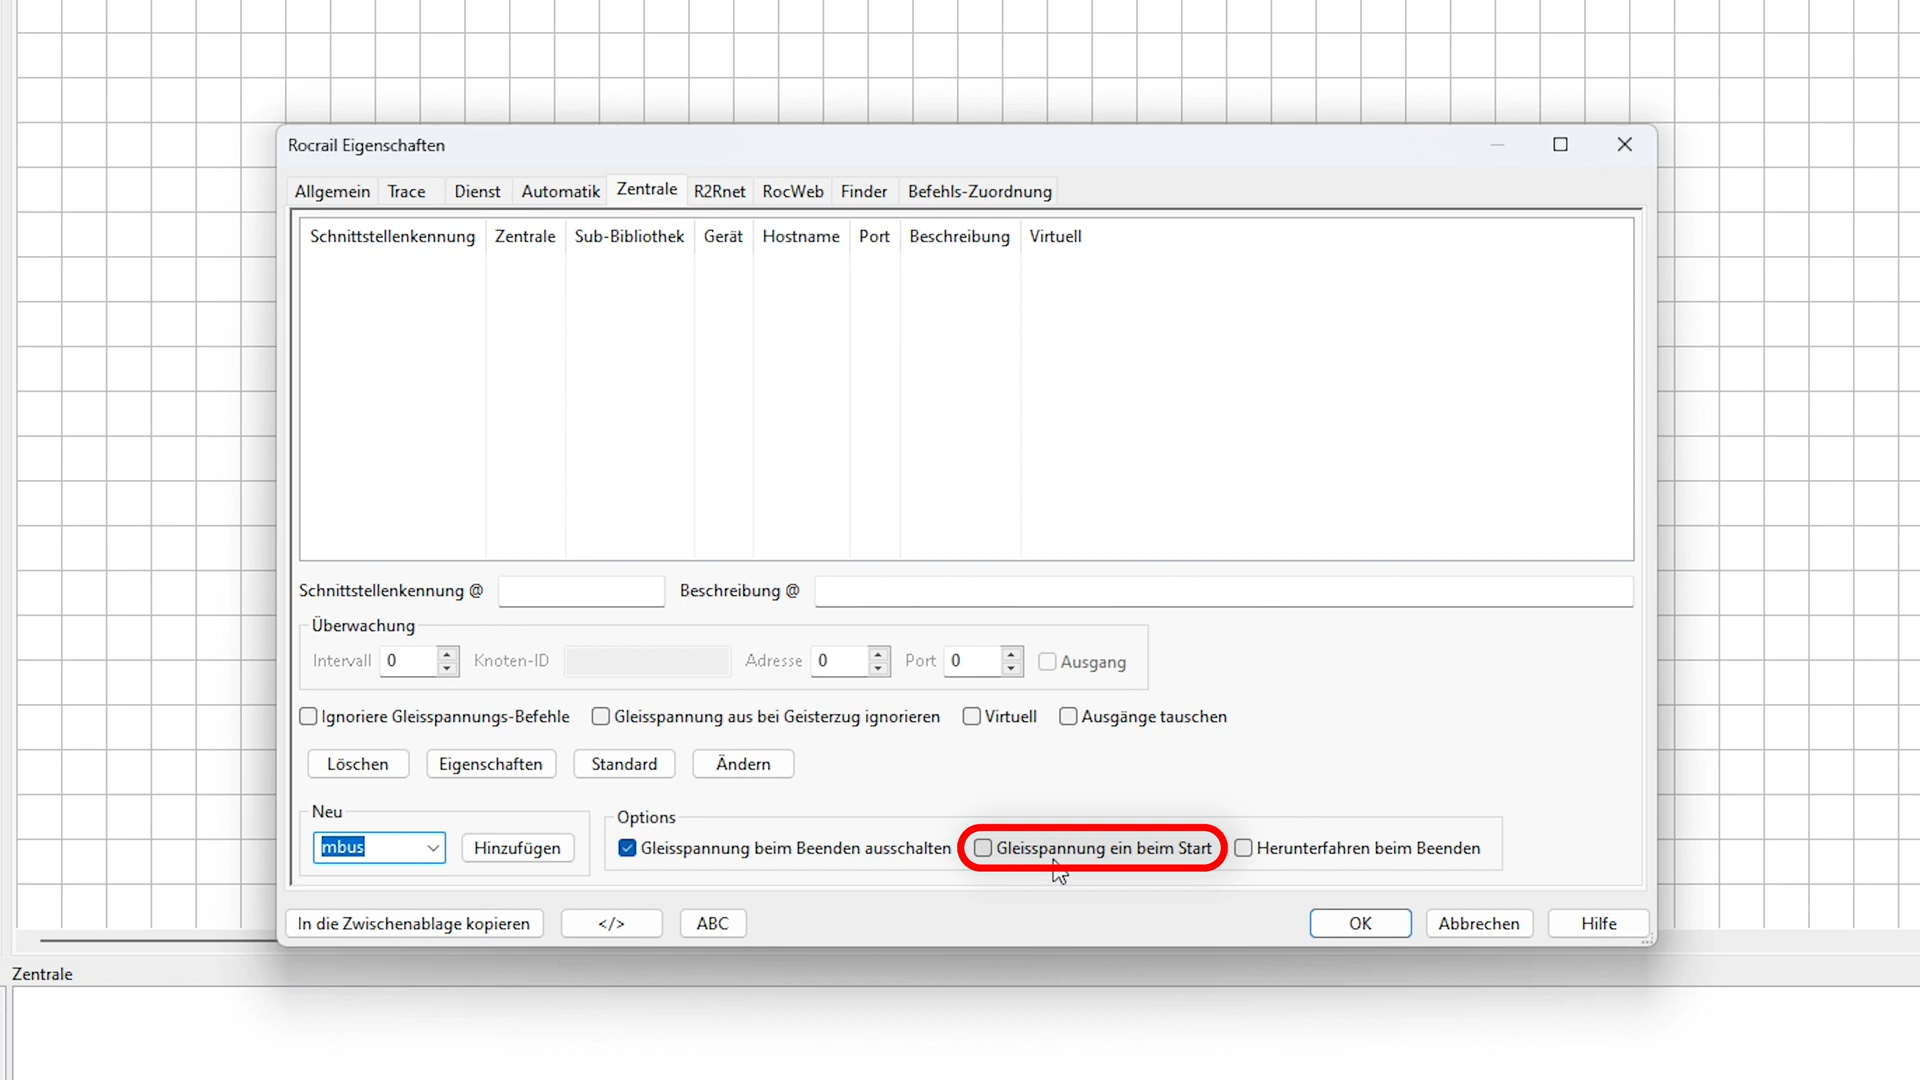 Rocrail Eigenschaften
Allgemein Trace Dienst Automatik Zentrale R2Rnet RocWeb Finder Befehls-Zuordnung
Schnittstellenkennung Zentrale Sub-Bibliothek Gerät Hostname Port Beschreibung Virtuell
Schnittstellenkennung @ Beschreibung @
Überwachung
Intervall 0 Knoten-ID Adresse 0 Port 0 Ausgang
Ignoriere Gleisspannungs-Befehle Gleisspannung aus bei Geisterzug ignorieren Virtuell Ausgänge tauschen
Löschen Eigenschaften Standard Ändern
Neu Options
mbus Hinzufügen Gleisspannung beim Beenden ausschalten Gleisspannung ein beim Start Herunterfahren beim Beenden
In die Zwischenablage kopieren </> ABC OK Abbrechen Hilfe
Zentrale